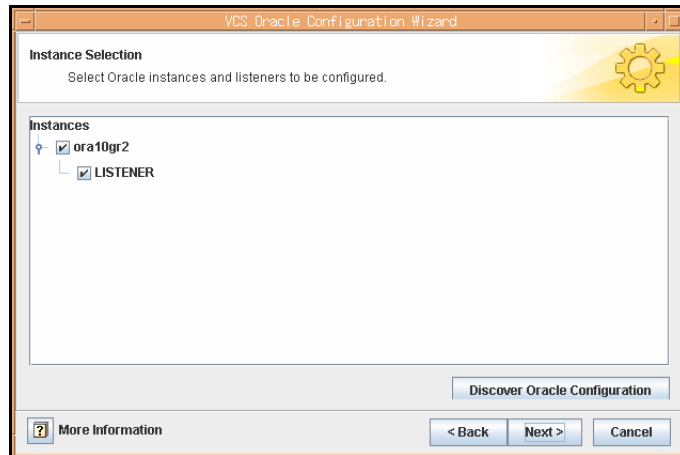 VCS Oracle Configuration Wizard
Instance Selection
Select Oracle instances and listeners to be configured.
Instances
ora10gr2
LISTENER
Discover Oracle Configuration
? More Information
< Back Next > Cancel